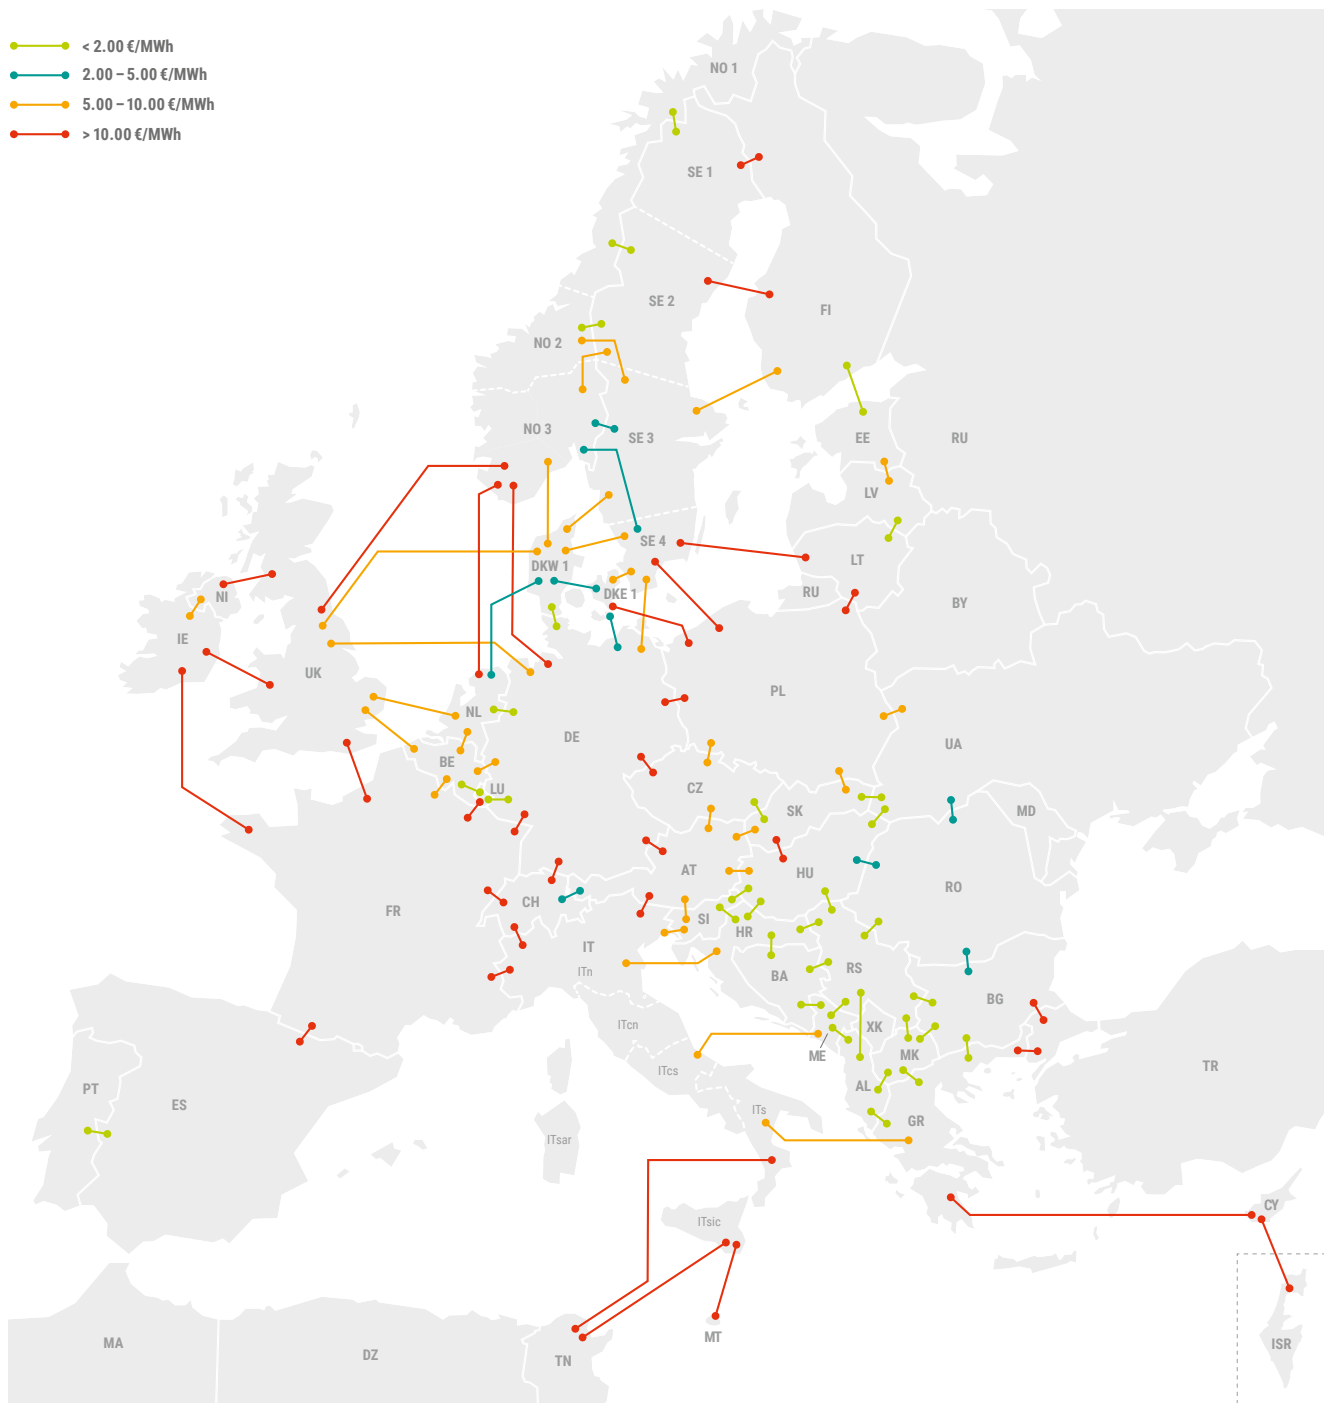 < 2.00 €/MWh
2.00 – 5.00 €/MWh
5.00 – 10.00 €/MWh
> 10.00 €/MWh
NO 1
SE 1
SE 2
FI
NO 2
NO 3
SE 3
EE
RU
LV
SE 4
LT
DKW 1
RU
DKE 1
NI
BY
IE
UK
PL
NL
DE
UA
BE
LU
CZ
SK
MD
AT
HU
RO
CH
FR
SI
HR
IT
ITn
BA
RS
BG
ITcn
XK
ME
MK
ITcs
TR
PT
AL
ES
ITs
GR
ITsar
CY
ITsic
MT
MA
ISR
DZ
TN